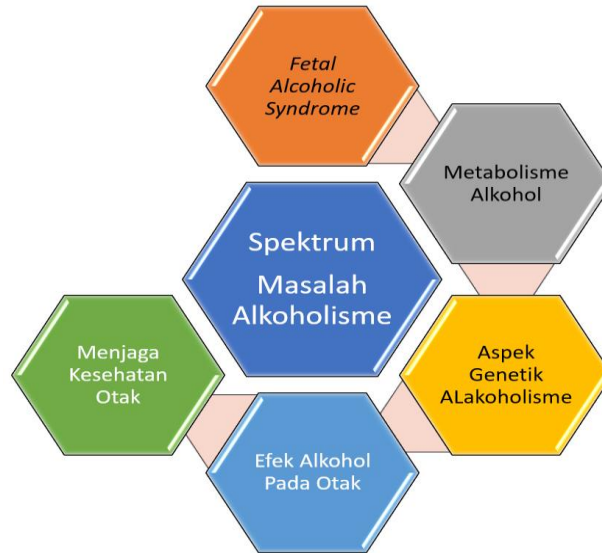 Fetal
Alcoholic
Syndrome
Metabolisme
Alkohol
Spektrum
Masalah
Alkoholisme
Menjaga
Kesehatan
Otak
Aspek
Genetik
ALakoholisme
Efek Alkohol
Pada Otak